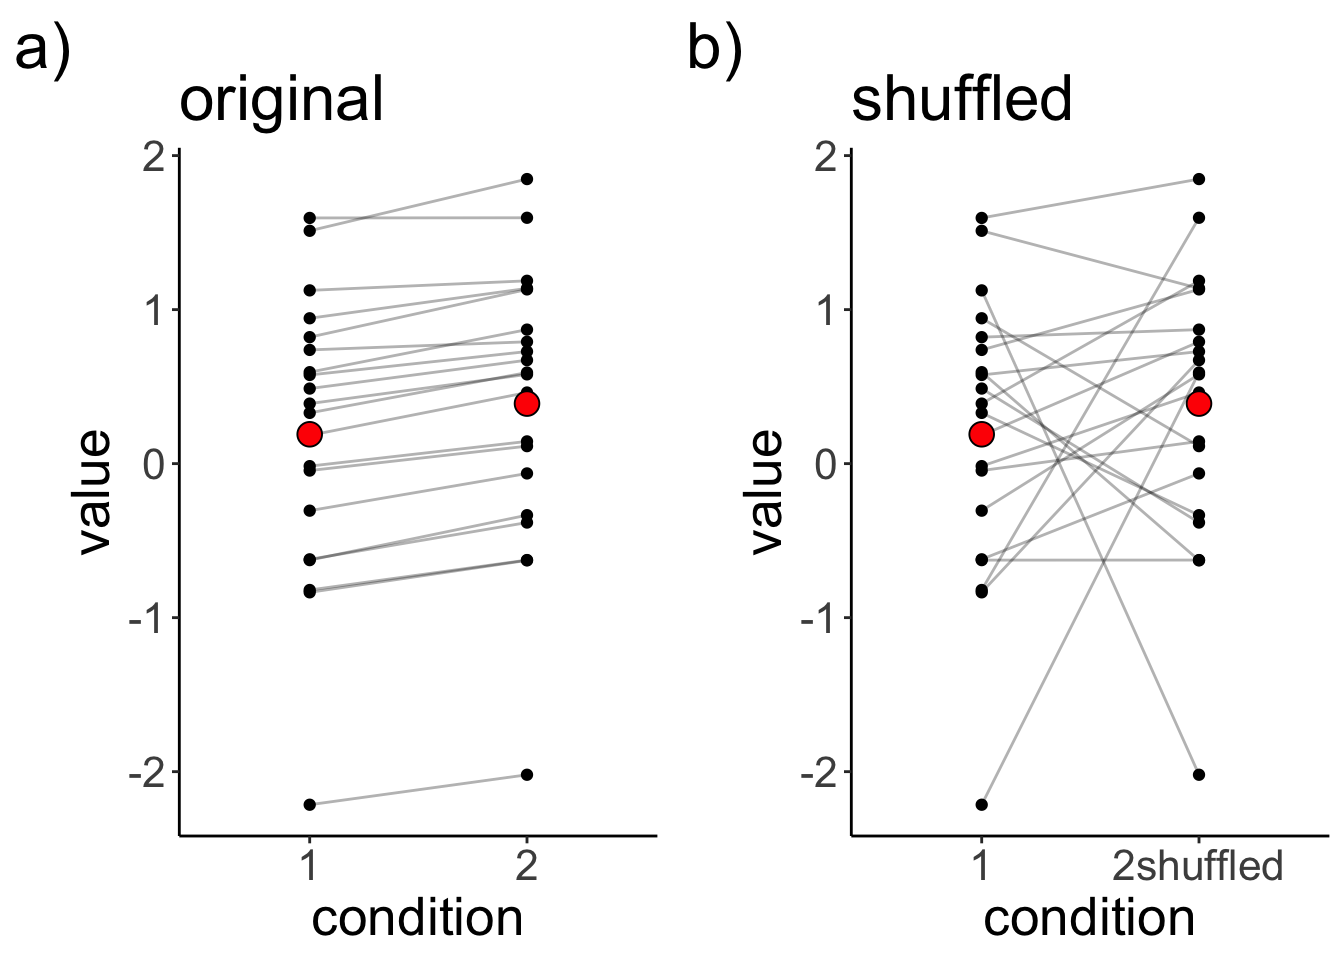 a)
original
2
1
0
-1
-2
value
1 2
condition
b)
shuffled
2
1
0
-1
-2
value
1 2shuffled
condition